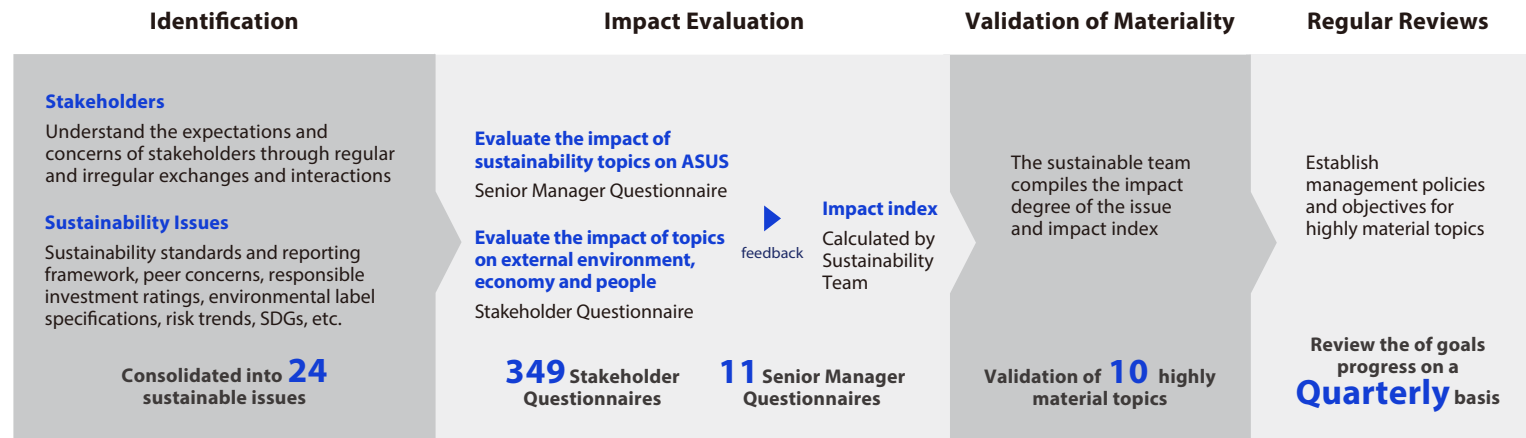 Identification
Stakeholders
Understand the expectations and
concerns of stakeholders through regular
and irregular exchanges and interactions
Sustainability Issues
Sustainability standards and reporting
framework, peer concerns, responsible
investment ratings, environmental label
specifications, risk trends, SDGs, etc.
Consolidated into 24
sustainable issues
Impact Evaluation
Evaluate the impact of
sustainability topics on ASUS
Senior Manager Questionnaire
Evaluate the impact of topics
on external environment,
economy and people
Stakeholder Questionnaire
feedback
Impact index
Calculated by
Sustainability
Team
349 Stakeholder
Questionnaires
11 Senior Manager
Questionnaires
Validation of Materiality
The sustainable team
compiles the impact
degree of the issue
and impact index
Validation of 10 highly
material topics
Regular Reviews
Establish
management policies
and objectives for
highly material topics
Review the of goals
progress on a
Quarterly basis